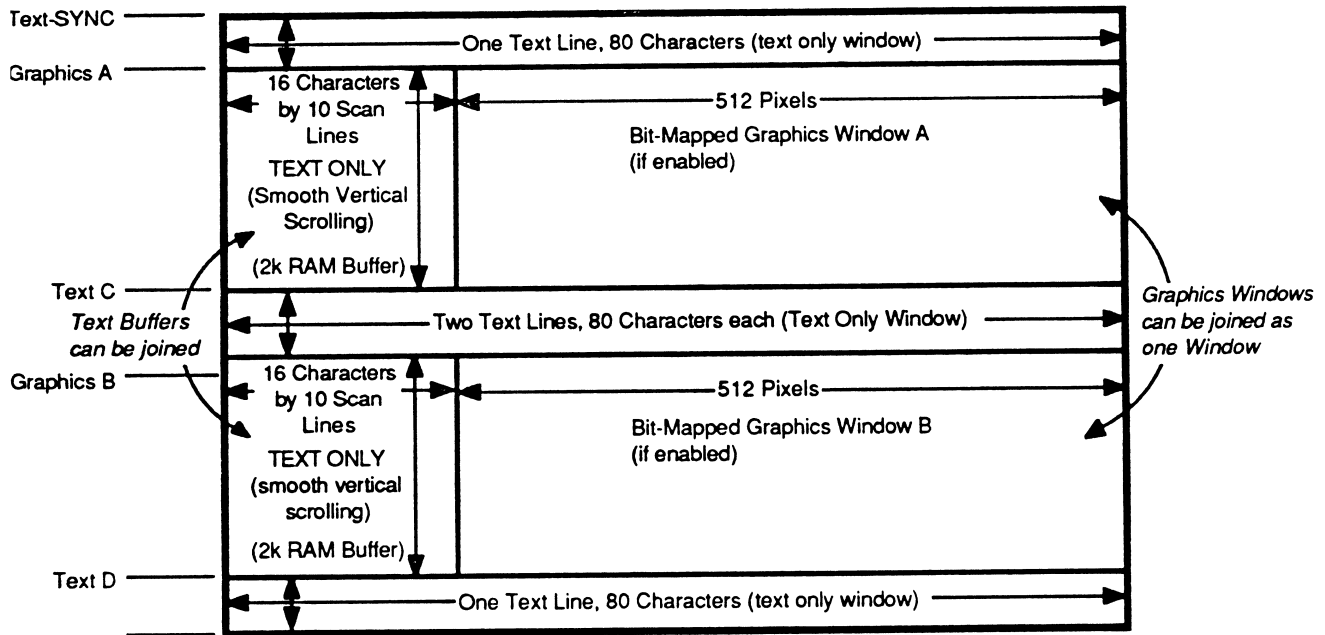 Text-SYNC
One Text Line, 80 Characters (text only window)
Graphics A
16 Characters
by 10 Scan
Lines
TEXT ONLY
(Smooth Vertical
Scrolling)
(2k RAM Buffer)
512 Pixels
Bit-Mapped Graphics Window A
(if enabled)
Text C
Text Buffers
can be joined
Two Text Lines, 80 Characters each (Text Only Window)
Graphics Windows
can be joined as
one Window
Graphics B
16 Characters
by 10 Scan
Lines
TEXT ONLY
(smooth vertical
scrolling)
(2k RAM Buffer)
512 Pixels
Bit-Mapped Graphics Window B
(if enabled)
Text D
One Text Line, 80 Characters (text only window)